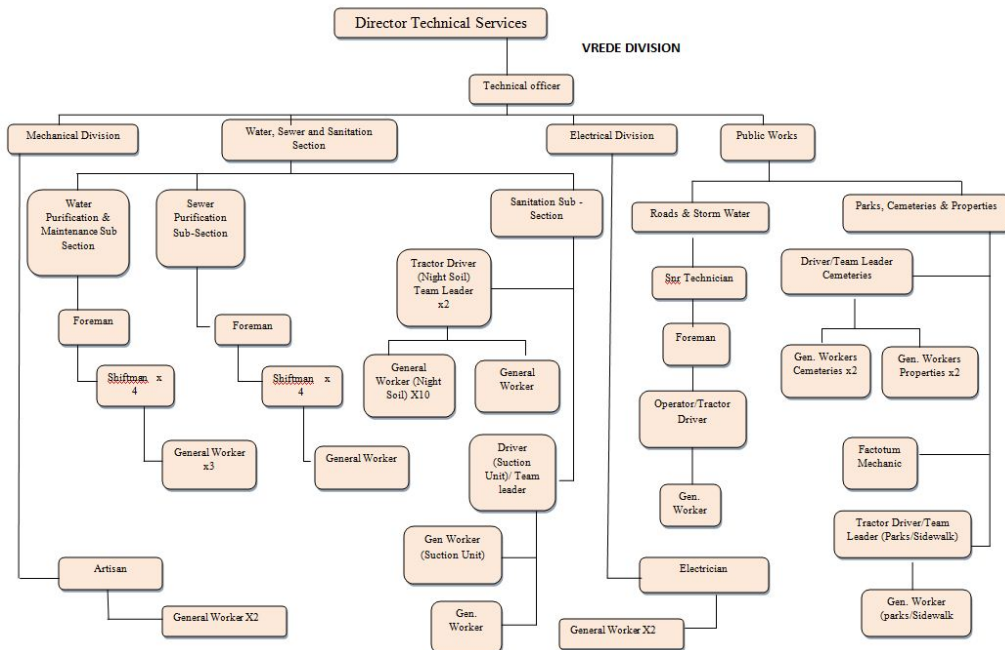 Director Technical Services
VREDE DIVISION
Technical officer
Mechanical Division
Water, Sewer and Sanitation
Section
Electrical Division
Public Works
Water
Purification &
Maintenance Sub
Section
Sewer
Purification
Sub-Section
Sanitation Sub -
Section
Roads & Storm Water
Parks, Cemeteries & Properties
Tractor Driver
(Night Soil)
Team Leader
x2
Snr Technician
Driver/Team Leader
Cemeteries
Foreman
Foreman
Foreman
General
Worker (Night
Soil) X10
General
Worker
Gen. Workers
Cemeteries x2
Gen. Workers
Properties x2
Shiftman x
4
Shiftman x
4
Operator/Tractor
Driver
General Worker
x3
General Worker
Driver
(Suction
Unit)/ Team
leader
Factotum
Mechanic
Gen.
Worker
Gen Worker
(Suction Unit)
Tractor Driver/Team
Leader (Parks/Sidewalk)
Artisan
Electrician
General Worker X2
Gen.
Worker
General Worker X2
Gen. Worker
(parks/Sidewalk